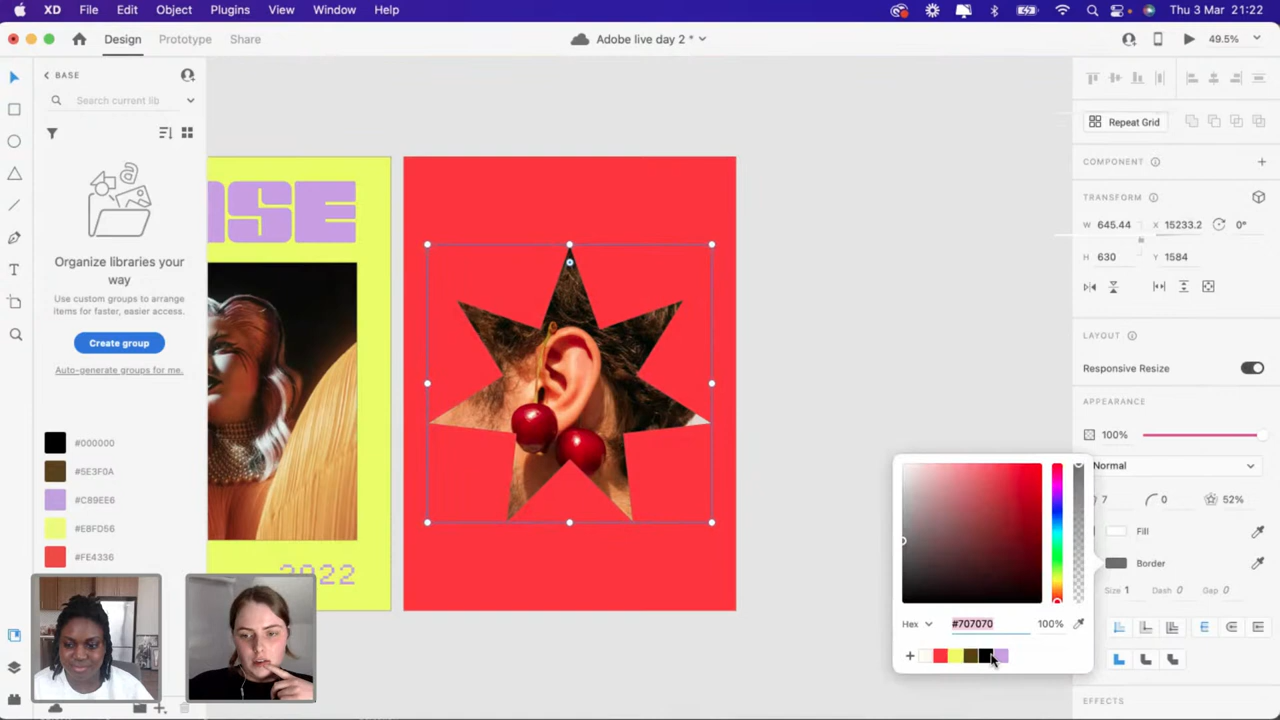 XD File Edit Object Plugins View Window Help Thu 3 Mar 21:22
Design Prototype Share Adobe live day 2 * 49.5%
BASE
Search current lib
Organize libraries your
way
Use custom groups to arrange
items for faster, easier access.
Create group
Auto-generate groups for me.
#000000
#5E3F0A
#C89EE6
#E8FD56
#FE4336
SE
2022
Repeat Grid
COMPONENT
TRANSFORM
W 645.44 X 15233.2 0°
H 630 Y 1584
LAYOUT
Responsive Resize
APPEARANCE
100%
Normal
7 0 52%
Fill
Border
Size 1 Dash 0 Gap 0
Hex #707070 100%
EFFECTS